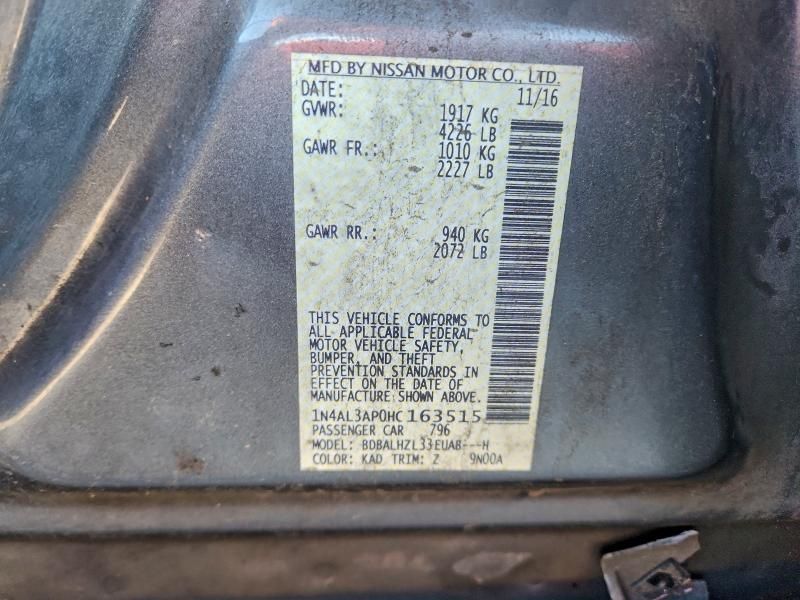 MFD BY NISSAN MOTOR CO., LTD.
DATE: 11/16
GVWR: 1917 KG
4226 LB
GAWR FR.: 1010 KG
2227 LB
GAWR RR.: 940 KG
2072 LB
THIS VEHICLE CONFORMS TO
ALL APPLICABLE FEDERAL
MOTOR VEHICLE SAFETY,
BUMPER, AND THEFT
PREVENTION STANDARDS IN
EFFECT ON THE DATE OF
MANUFACTURE SHOWN ABOVE.
1N4AL3AP0HC163515
PASSENGER CAR 796
MODEL: BDBALHZL33EUAB---H
COLOR: KAD TRIM: Z 9N00A